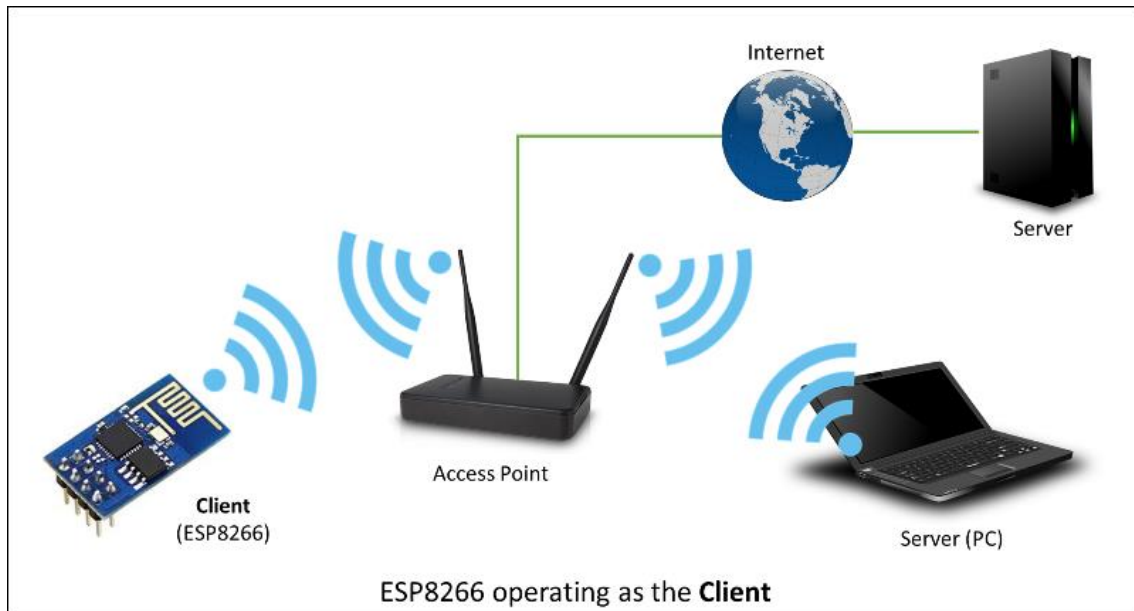 Internet
Server
Access Point
Client
(ESP8266)
Server (PC)
ESP8266 operating as the Client